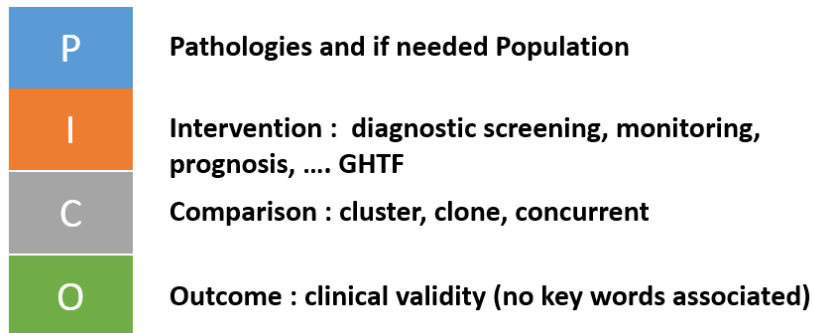 P
Pathologies and if needed Population
I
Intervention :  diagnostic screening, monitoring,
prognosis, .... GHTF
C
Comparison : cluster, clone, concurrent
O
Outcome : clinical validity (no key words associated)